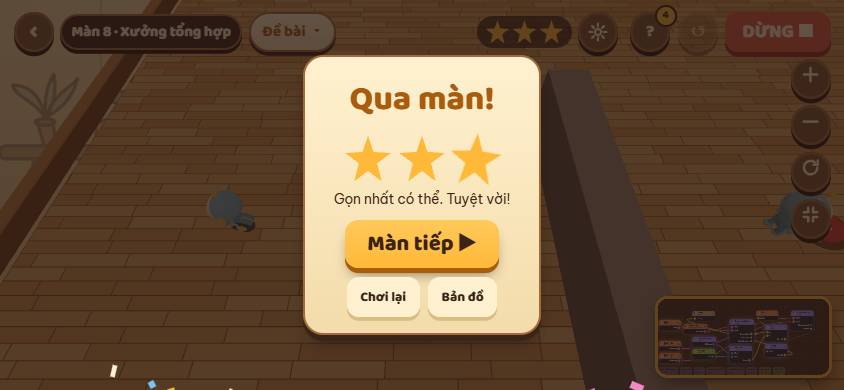 Màn 8 · Xưởng tổng hợp
Đề bài
?
4
DỪNG
Qua màn!
Gọn nhất có thể. Tuyệt vời!
Màn tiếp
Chơi lại
Bản đồ